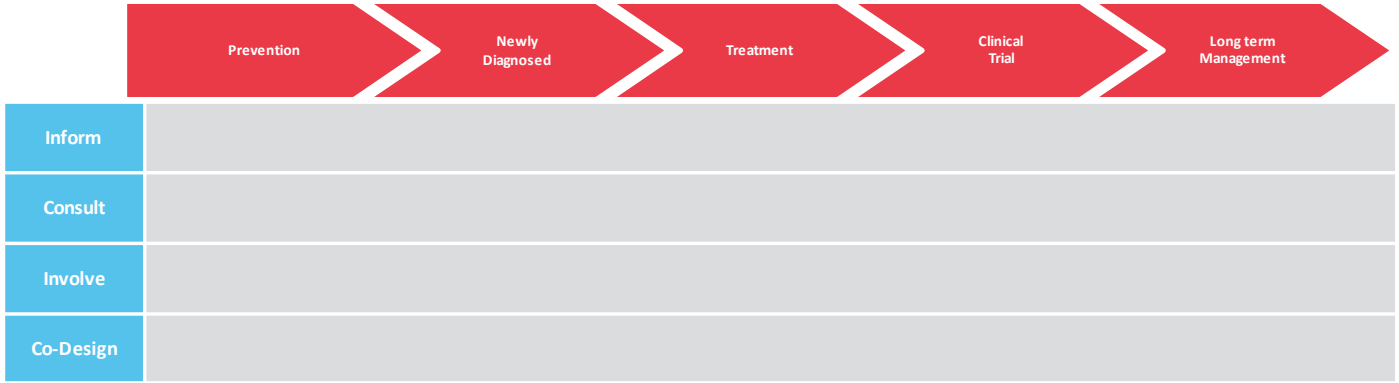 Prevention
Newly
Diagnosed
Treatment
Clinical
Trial
Long term
Management
Inform
Consult
Involve
Co-Design